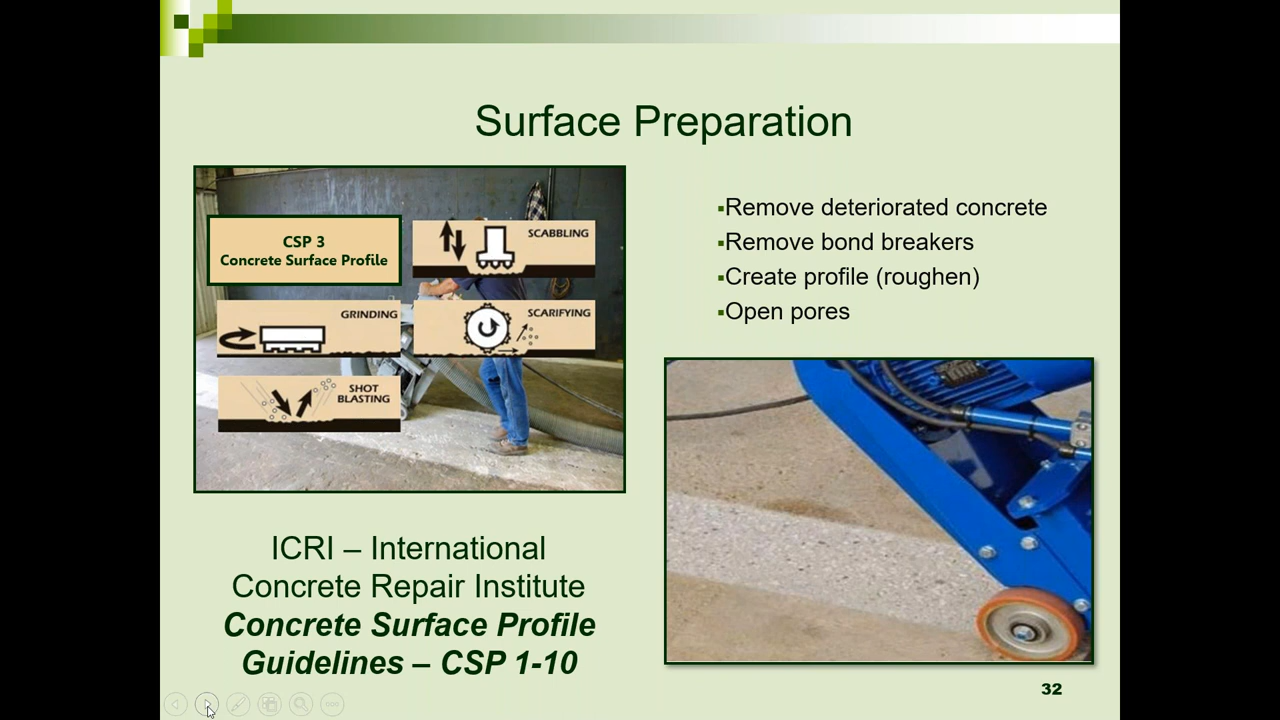 Surface Preparation
CSP 3
Concrete Surface Profile
SCABBLING
GRINDING
SCARIFYING
SHOT
BLASTING
▪Remove deteriorated concrete
▪Remove bond breakers
▪Create profile (roughen)
▪Open pores
ICRI – International
Concrete Repair Institute
Concrete Surface Profile
Guidelines – CSP 1-10
32